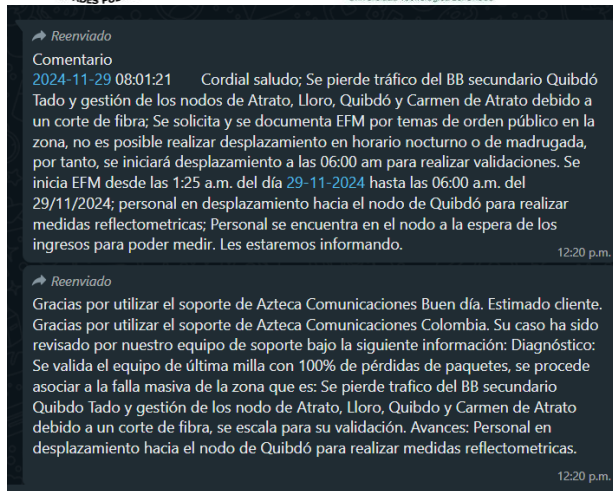 Reenviado
Comentario
2024-11-29 08:01:21 Cordial saludo; Se pierde tráfico del BB secundario Quibdó
Tado y gestión de los nodos de Atrato, Lloro, Quibdó y Carmen de Atrato debido a
un corte de fibra; Se solicita y se documenta EFM por temas de orden público en la
zona, no es posible realizar desplazamiento en horario nocturno o de madrugada,
por tanto, se iniciará desplazamiento a las 06:00 am para realizar validaciones. Se
inicia EFM desde las 1:25 a.m. del día 29-11-2024 hasta las 06:00 a.m. del
29/11/2024; personal en desplazamiento hacia el nodo de Quibdó para realizar
medidas reflectometricas; Personal se encuentra en el nodo a la espera de los
ingresos para poder medir. Les estaremos informando.
12:20 p.m.
Reenviado
Gracias por utilizar el soporte de Azteca Comunicaciones Buen día. Estimado cliente.
Gracias por utilizar el soporte de Azteca Comunicaciones Colombia. Su caso ha sido
revisado por nuestro equipo de soporte bajo la siguiente información: Diagnóstico:
Se valida el equipo de última milla con 100% de pérdidas de paquetes, se procede
asociar a la falla masiva de la zona que es: Se pierde trafico del BB secundario
Quibdo Tado y gestión de los nodo de Atrato, Lloro, Quibdo y Carmen de Atrato
debido a un corte de fibra, se escala para su validación. Avances: Personal en
desplazamiento hacia el nodo de Quibdó para realizar medidas reflectometricas.
12:20 p.m.